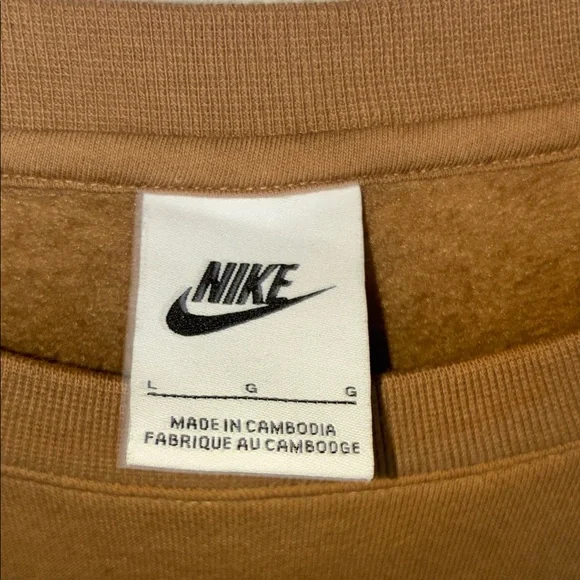 NIKE
L G G
MADE IN CAMBODIA
FABRIQUE AU CAMBODGE